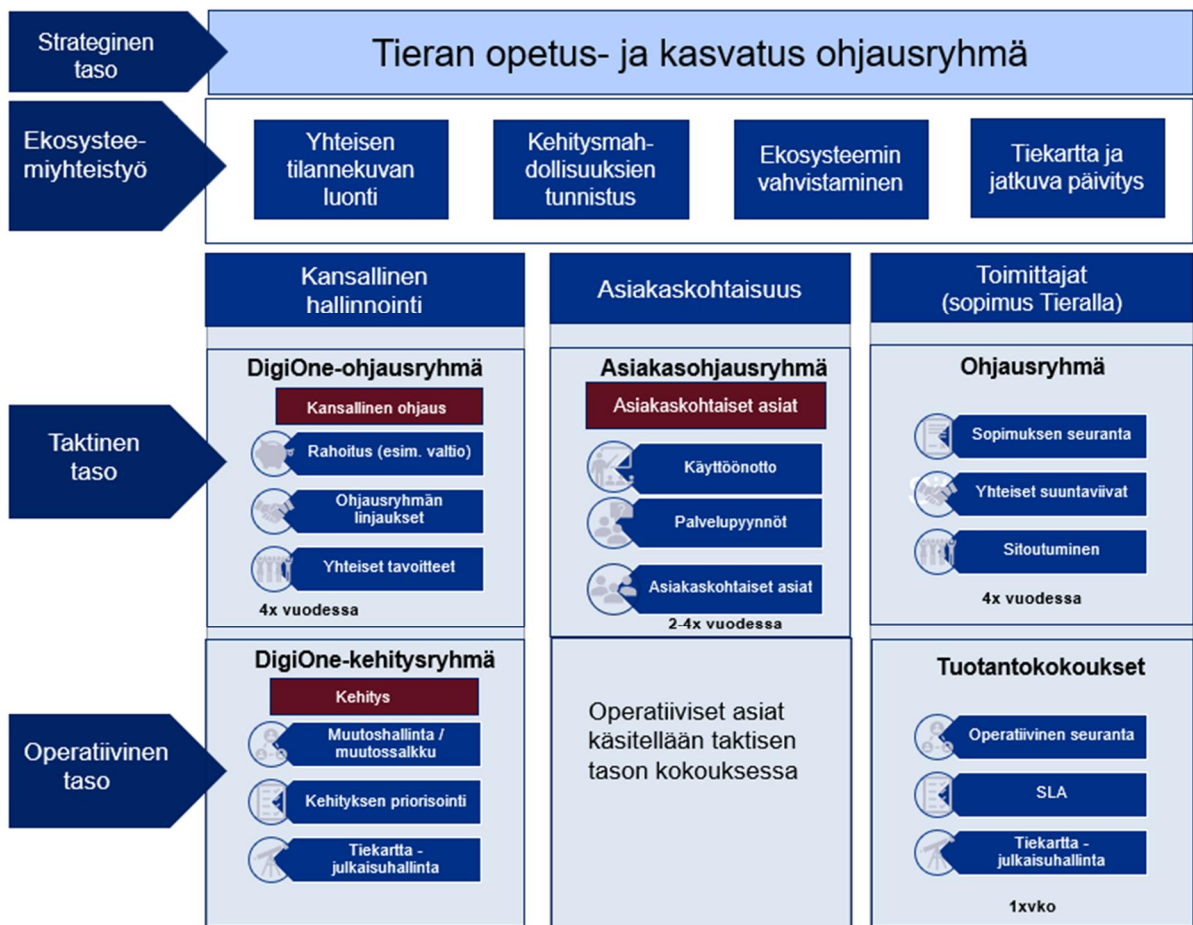 Strateginen
taso
Tieran opetus- ja kasvatus ohjausryhmä
Ekosystee-
miyhteistyö
Yhteisen
tilannekuvan
luonti
Kehitysmah-
dollisuuksien
tunnistus
Ekosysteemin
vahvistaminen
Tiekartta ja
jatkuva päivitys
Kansallinen
hallinnointi
Asiakaskohtaisuus
Toimittajat
(sopimus Tieralla)
Taktinen
taso
DigiOne-ohjausryhmä
Kansallinen ohjaus
Rahoitus (esim. valtio)
Ohjausryhmän
linjaukset
Yhteiset tavoitteet
4x vuodessa
Asiakasohjausryhmä
Asiakaskohtaiset asiat
Käyttöönotto
Palvelupyynnöt
Asiakaskohtaiset asiat
2-4x vuodessa
Ohjausryhmä
Sopimuksen seuranta
Yhteiset suuntaviivat
Sitoutuminen
4x vuodessa
Operatiivinen
taso
DigiOne-kehitysryhmä
Kehitys
Muutoshallinta /
muutossalkku
Kehityksen priorisointi
Tiekartta -
julkaisuhallinta
Operatiiviset asiat
käsitellään taktisen
tason kokouksessa
Tuotantokokoukset
Operatiivinen seuranta
SLA
Tiekartta -
julkaisuhallinta
1xvko